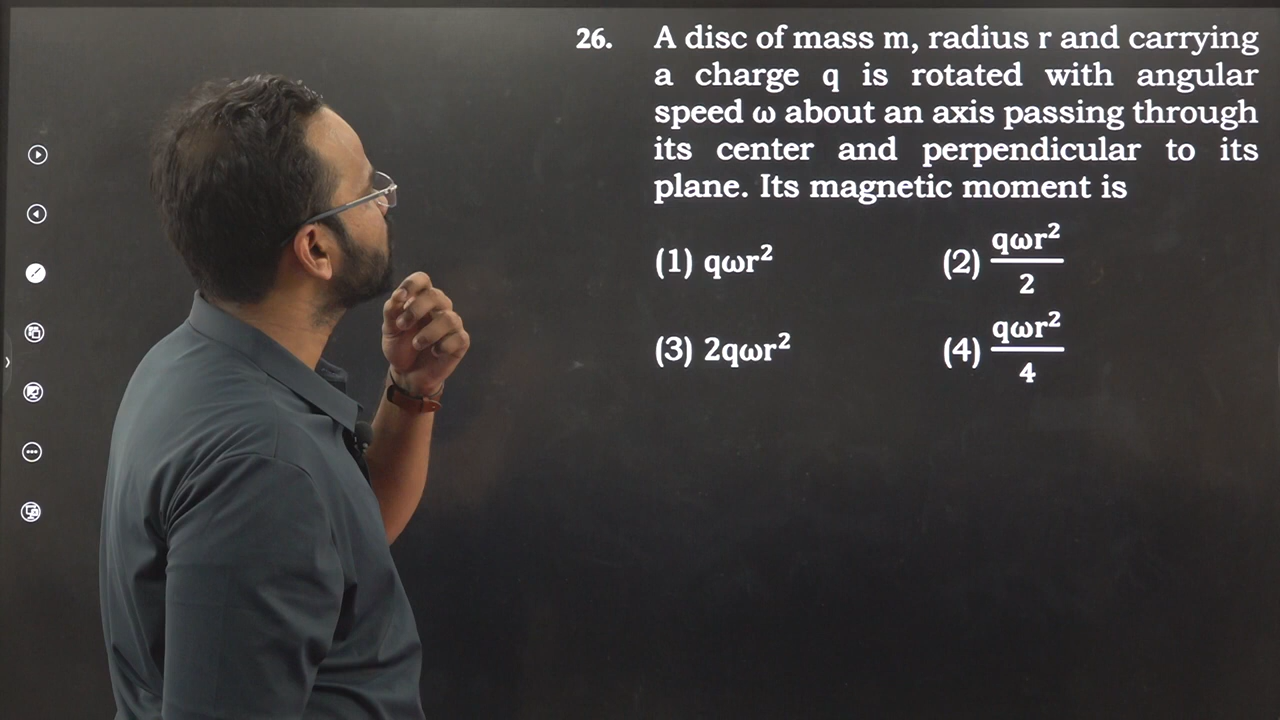 26. A disc of mass m, radius r and carrying
a charge q is rotated with angular
speed ω about an axis passing through
its center and perpendicular to its
plane. Its magnetic moment is
(1) qωr² (2) qωr²/2
(3) 2qωr² (4) qωr²/4